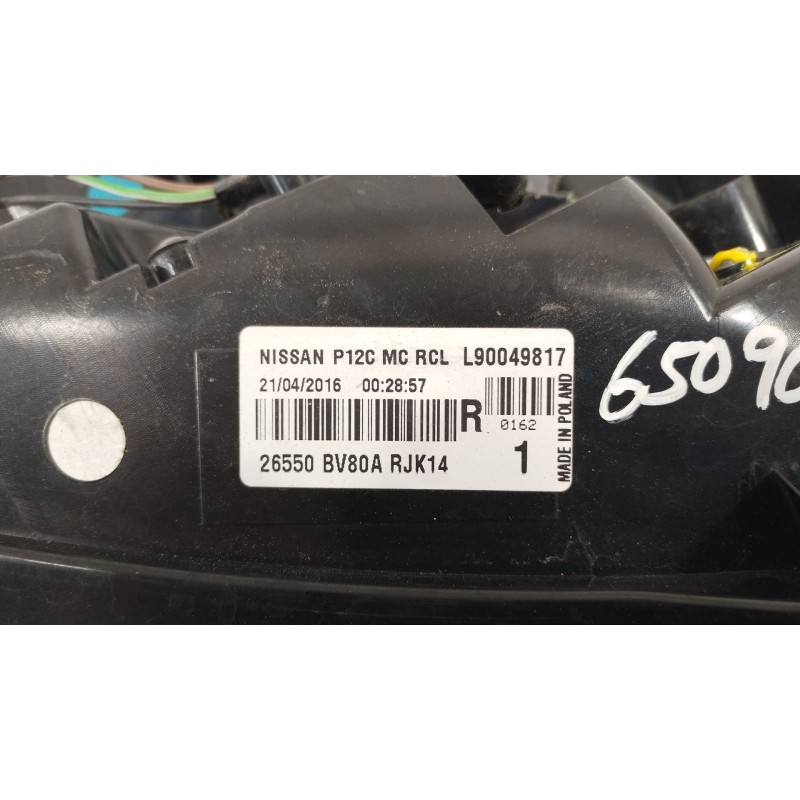 NISSAN P12C MC RCL L90049817
21/04/2016 00:28:57
R
0162
26550 BV80A RJK14
1
MADE IN POLAND